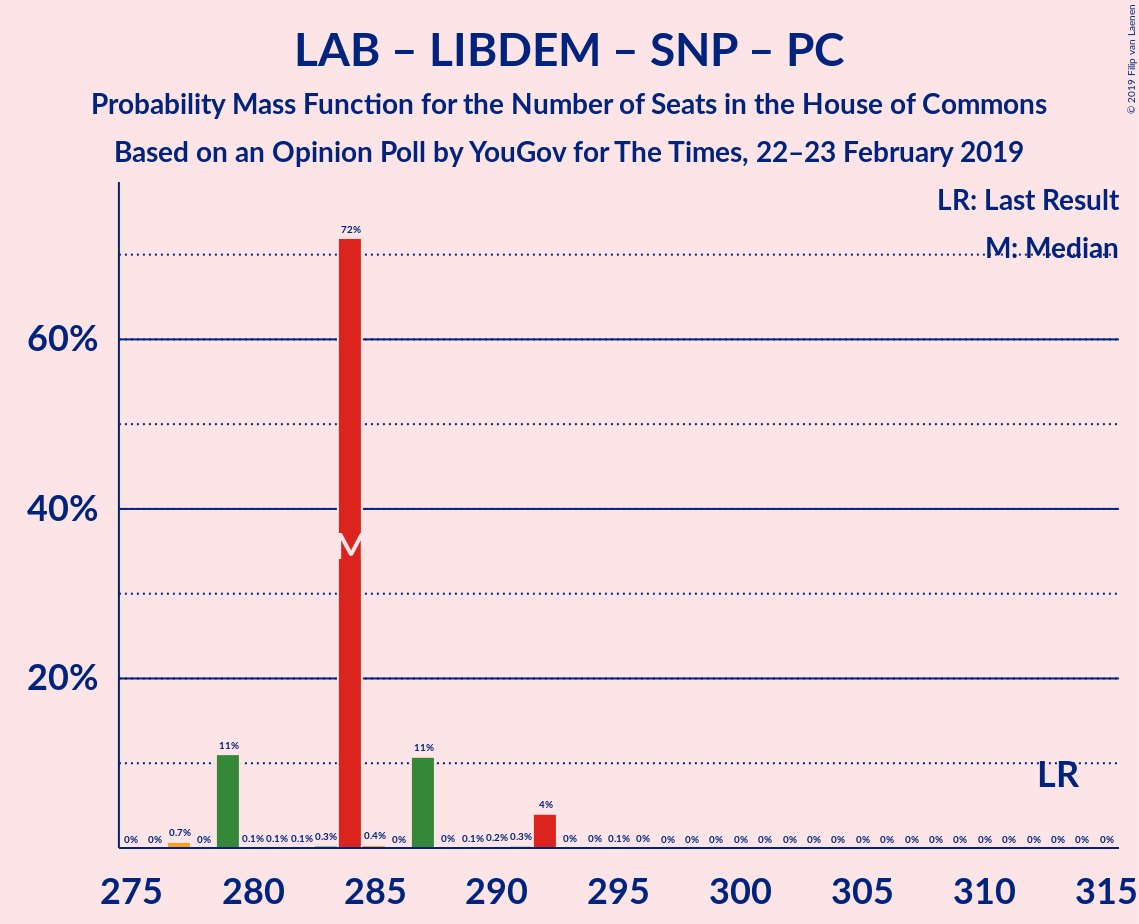 LAB – LIBDEM – SNP – PC
Probability Mass Function for the Number of Seats in the House of Commons
Based on an Opinion Poll by YouGov for The Times, 22–23 February 2019
© 2019 Filip van Laenen
LR: Last Result
M: Median
60%
40%
20%
0% 0% 0.7% 0% 11% 0.1% 0.1% 0.1% 0.3% 72% 0.4% 0% 11% 0% 0.1% 0.2% 0.3% 4% 0% 0% 0.1% 0% 0% 0% 0% 0% 0% 0% 0% 0% 0% 0% 0% 0% 0% 0% 0% 0% 0% 0% 0%
M
LR
275 280 285 290 295 300 305 310 315